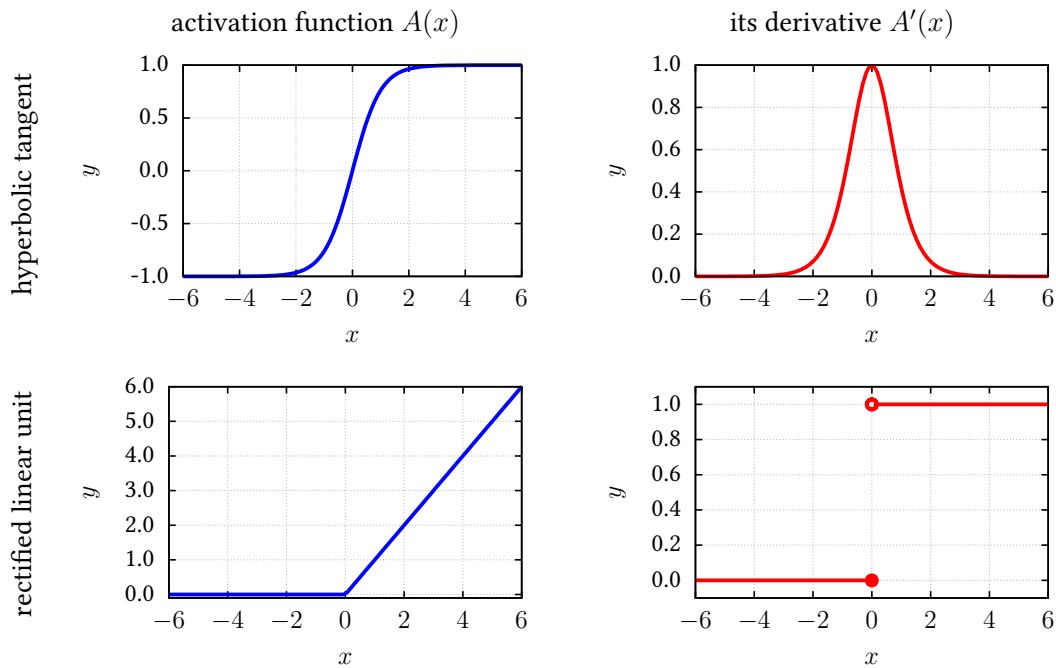 activation function A(x)
its derivative A′(x)
hyperbolic tangent
1.0
0.5
0.0
-0.5
-1.0
y
−6 −4 −2 0 2 4 6
x
1.0
0.8
0.6
0.4
0.2
0.0
y
−6 −4 −2 0 2 4 6
x
rectified linear unit
6.0
5.0
4.0
3.0
2.0
1.0
0.0
y
−6 −4 −2 0 2 4 6
x
1.0
0.8
0.6
0.4
0.2
0.0
y
−6 −4 −2 0 2 4 6
x